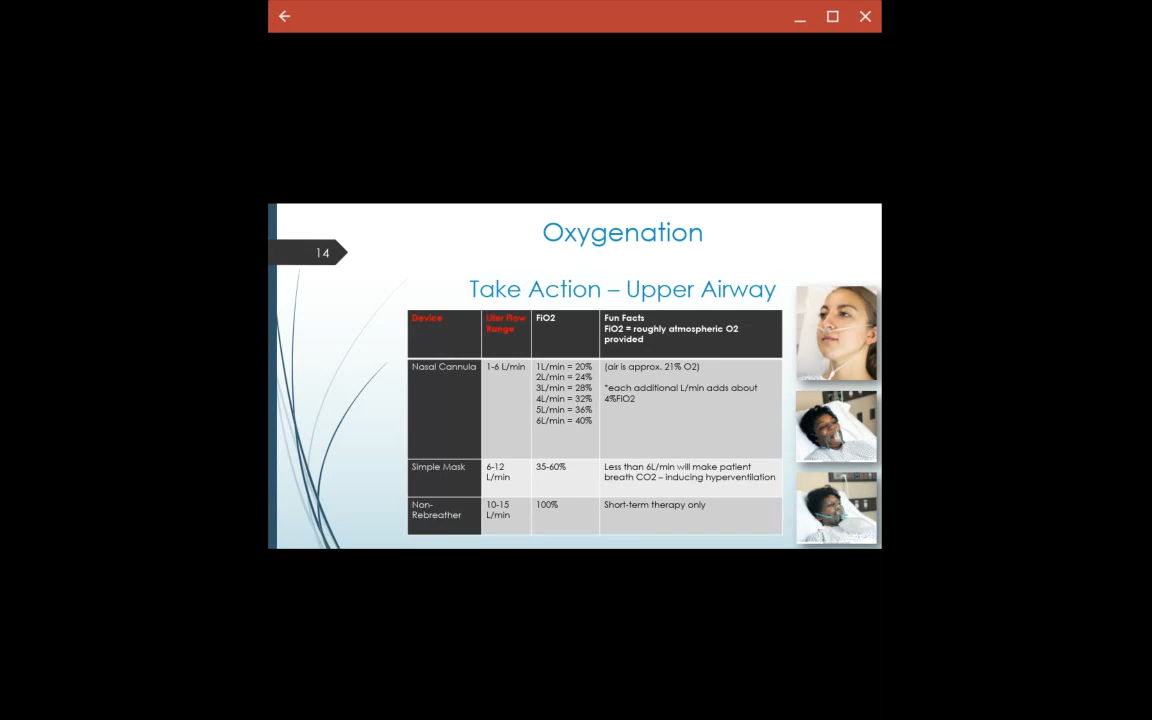 14
Oxygenation
Take Action – Upper Airway
Device
Liter Flow
Range
FiO2
Fun Facts
FiO2 = roughly atmospheric O2
provided
Nasal Cannula
1-6 L/min
1L/min = 20%
2L/min = 24%
3L/min = 28%
4L/min = 32%
5L/min = 36%
6L/min = 40%
(air is approx. 21% O2)
*each additional L/min adds about
4%FiO2
Simple Mask
6-12
L/min
35-60%
Less than 6L/min will make patient
breath CO2 – inducing hyperventilation
Non-
Rebreather
10-15
L/min
100%
Short-term therapy only